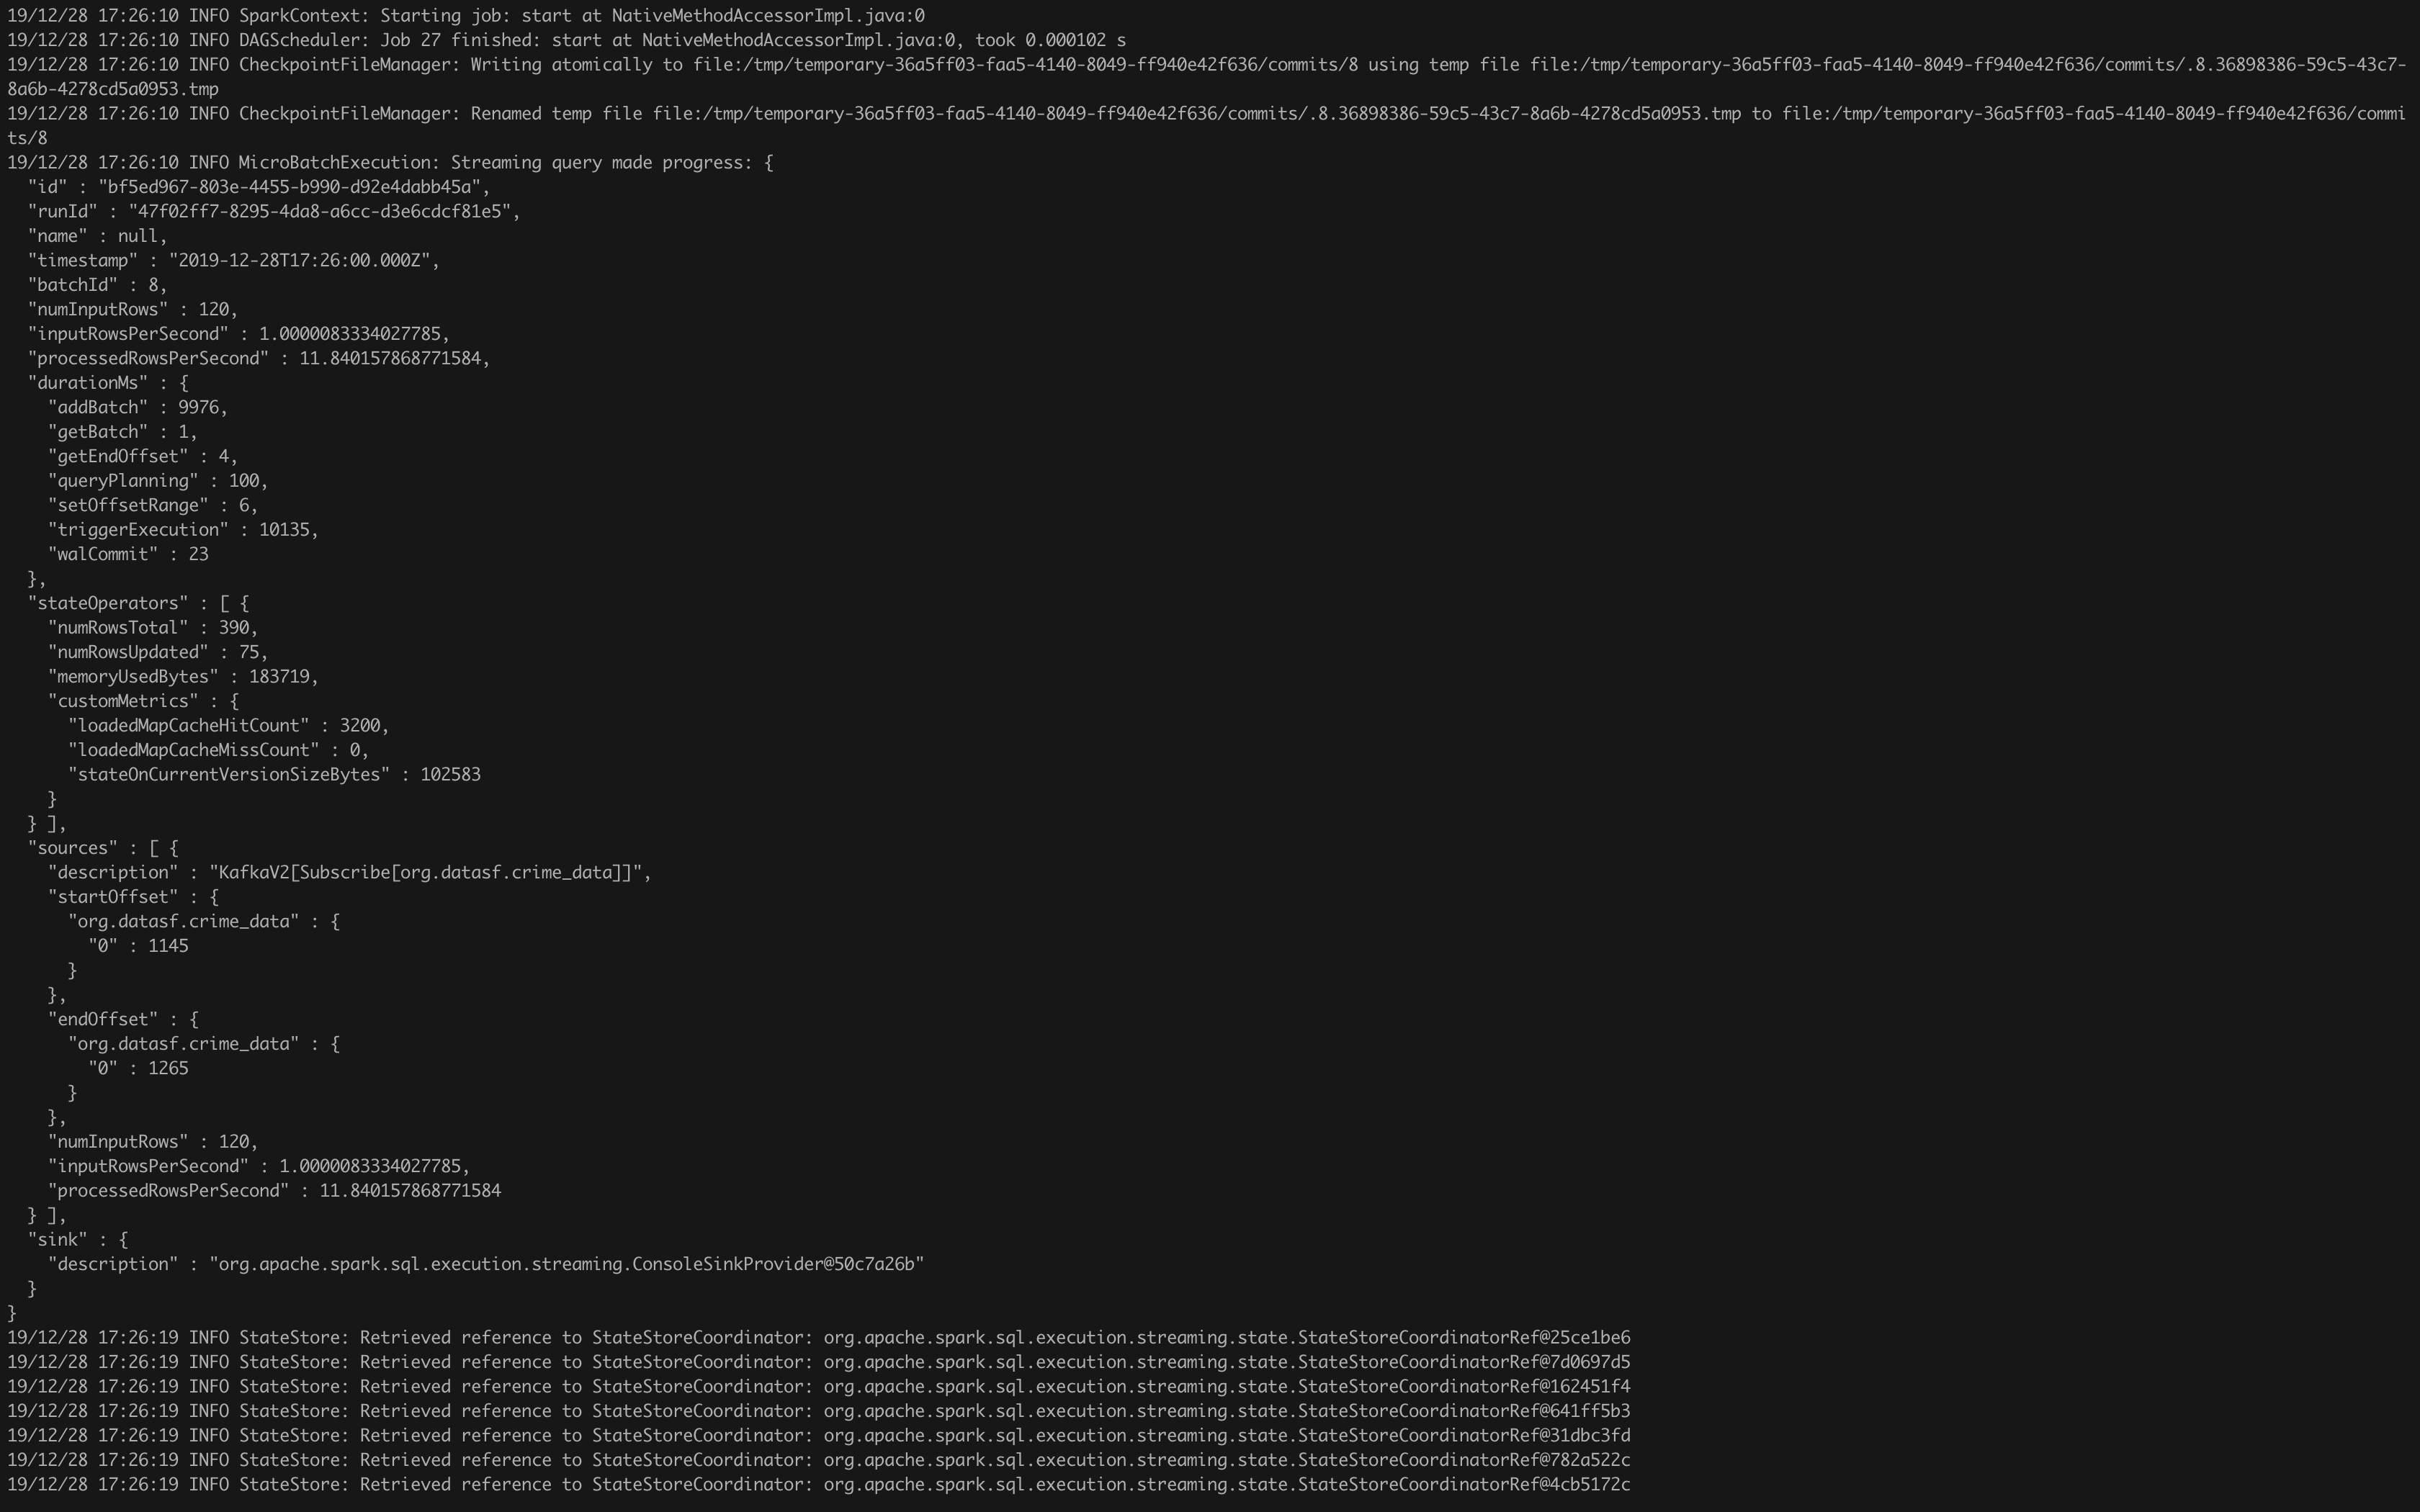 19/12/28 17:26:10 INFO SparkContext: Starting job: start at NativeMethodAccessorImpl.java:0
19/12/28 17:26:10 INFO DAGScheduler: Job 27 finished: start at NativeMethodAccessorImpl.java:0, took 0.000102 s
19/12/28 17:26:10 INFO CheckpointFileManager: Writing atomically to file:/tmp/temporary-36a5ff03-faa5-4140-8049-ff940e42f636/commits/8 using temp file file:/tmp/temporary-36a5ff03-faa5-4140-8049-ff940e42f636/commits/.8.36898386-59c5-43c7-
8a6b-4278cd5a0953.tmp
19/12/28 17:26:10 INFO CheckpointFileManager: Renamed temp file file:/tmp/temporary-36a5ff03-faa5-4140-8049-ff940e42f636/commits/.8.36898386-59c5-43c7-8a6b-4278cd5a0953.tmp to file:/tmp/temporary-36a5ff03-faa5-4140-8049-ff940e42f636/commi
ts/8
19/12/28 17:26:10 INFO MicroBatchExecution: Streaming query made progress: {
  "id" : "bf5ed967-803e-4455-b990-d92e4dabb45a",
  "runId" : "47f02ff7-8295-4da8-a6cc-d3e6cdcf81e5",
  "name" : null,
  "timestamp" : "2019-12-28T17:26:00.000Z",
  "batchId" : 8,
  "numInputRows" : 120,
  "inputRowsPerSecond" : 1.0000083334027785,
  "processedRowsPerSecond" : 11.840157868771584,
  "durationMs" : {
    "addBatch" : 9976,
    "getBatch" : 1,
    "getEndOffset" : 4,
    "queryPlanning" : 100,
    "setOffsetRange" : 6,
    "triggerExecution" : 10135,
    "walCommit" : 23
  },
  "stateOperators" : [ {
    "numRowsTotal" : 390,
    "numRowsUpdated" : 75,
    "memoryUsedBytes" : 183719,
    "customMetrics" : {
      "loadedMapCacheHitCount" : 3200,
      "loadedMapCacheMissCount" : 0,
      "stateOnCurrentVersionSizeBytes" : 102583
    }
  } ],
  "sources" : [ {
    "description" : "KafkaV2[Subscribe[org.datasf.crime_data]]",
    "startOffset" : {
      "org.datasf.crime_data" : {
        "0" : 1145
      }
    },
    "endOffset" : {
      "org.datasf.crime_data" : {
        "0" : 1265
      }
    },
    "numInputRows" : 120,
    "inputRowsPerSecond" : 1.0000083334027785,
    "processedRowsPerSecond" : 11.840157868771584
  } ],
  "sink" : {
    "description" : "org.apache.spark.sql.execution.streaming.ConsoleSinkProvider@50c7a26b"
  }
}
19/12/28 17:26:19 INFO StateStore: Retrieved reference to StateStoreCoordinator: org.apache.spark.sql.execution.streaming.state.StateStoreCoordinatorRef@25ce1be6
19/12/28 17:26:19 INFO StateStore: Retrieved reference to StateStoreCoordinator: org.apache.spark.sql.execution.streaming.state.StateStoreCoordinatorRef@7d0697d5
19/12/28 17:26:19 INFO StateStore: Retrieved reference to StateStoreCoordinator: org.apache.spark.sql.execution.streaming.state.StateStoreCoordinatorRef@162451f4
19/12/28 17:26:19 INFO StateStore: Retrieved reference to StateStoreCoordinator: org.apache.spark.sql.execution.streaming.state.StateStoreCoordinatorRef@641ff5b3
19/12/28 17:26:19 INFO StateStore: Retrieved reference to StateStoreCoordinator: org.apache.spark.sql.execution.streaming.state.StateStoreCoordinatorRef@31dbc3fd
19/12/28 17:26:19 INFO StateStore: Retrieved reference to StateStoreCoordinator: org.apache.spark.sql.execution.streaming.state.StateStoreCoordinatorRef@782a522c
19/12/28 17:26:19 INFO StateStore: Retrieved reference to StateStoreCoordinator: org.apache.spark.sql.execution.streaming.state.StateStoreCoordinatorRef@4cb5172c